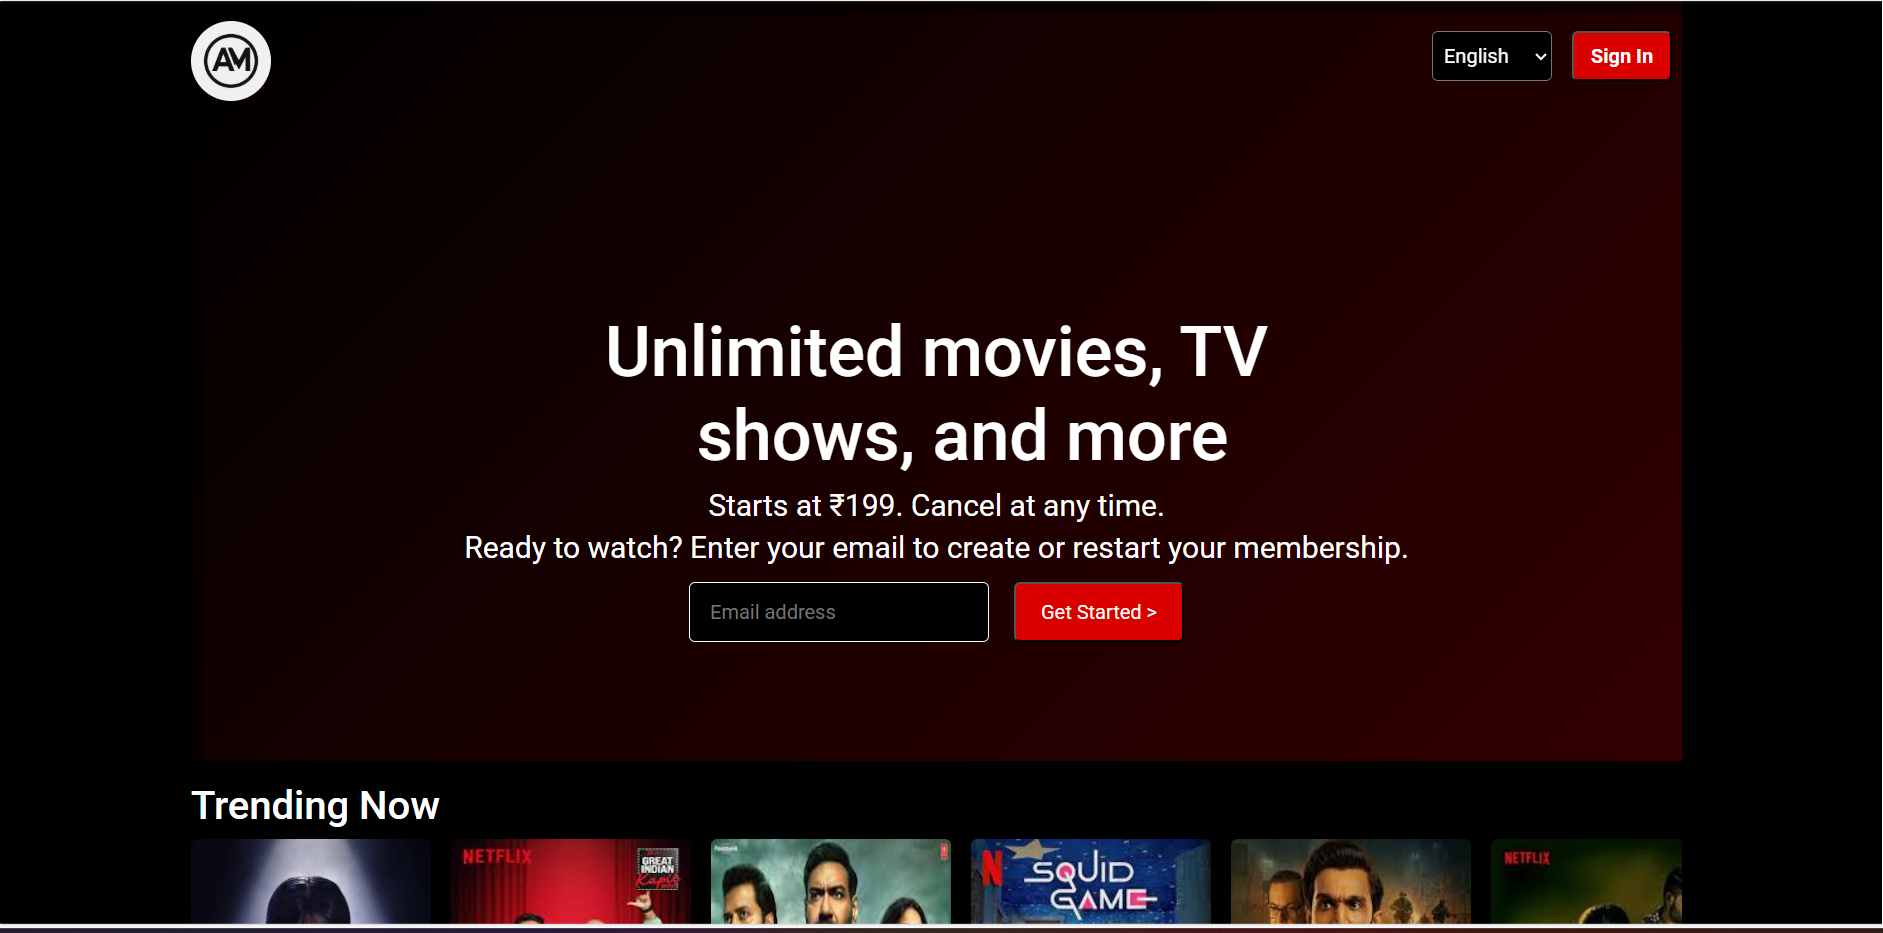 AM
English
Sign In
Unlimited movies, TV
shows, and more
Starts at ₹199. Cancel at any time.
Ready to watch? Enter your email to create or restart your membership.
Email address
Get Started >
Trending Now
NETFLIX
GREAT
INDIAN
Kapil
PANORAMA
N
SQUID
GAME
NETFLIX